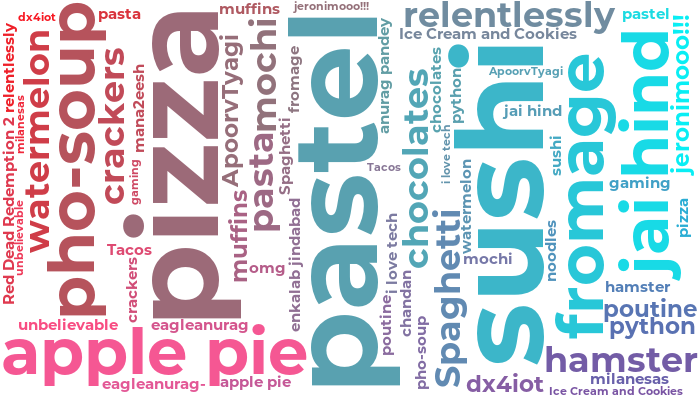 dx4iot
pasta
muffins
jeronimooo!!!
relentlessly
pastel
Ice Cream and Cookies
Red Dead Redemption 2 relentlessly
milanesas
unbelievable
watermelon
pho-soup
crackers
mana2eesh
gaming
pizza
ApoorvTyagi
mochi
pasta
fromage
Spaghetti
pastel
anurag pandey
chocolates
chocolates
python
i love tech
ApoorvTyagi
jai hind
sushi
sushi
fromage
jai hind
jeronimooo!!!
Tacos
gaming
pizza
Tacos
crackers
muffins
omg
enkalab jindabad
i love tech
poutine
chandan
pho-soup
Spaghetti
watermelon
mochi
noodles
hamster
poutine
python
unbelievable
eagleanurag
apple pie
eagleanurag-
apple pie
hamster
dx4iot
milanesas
Ice Cream and Cookies